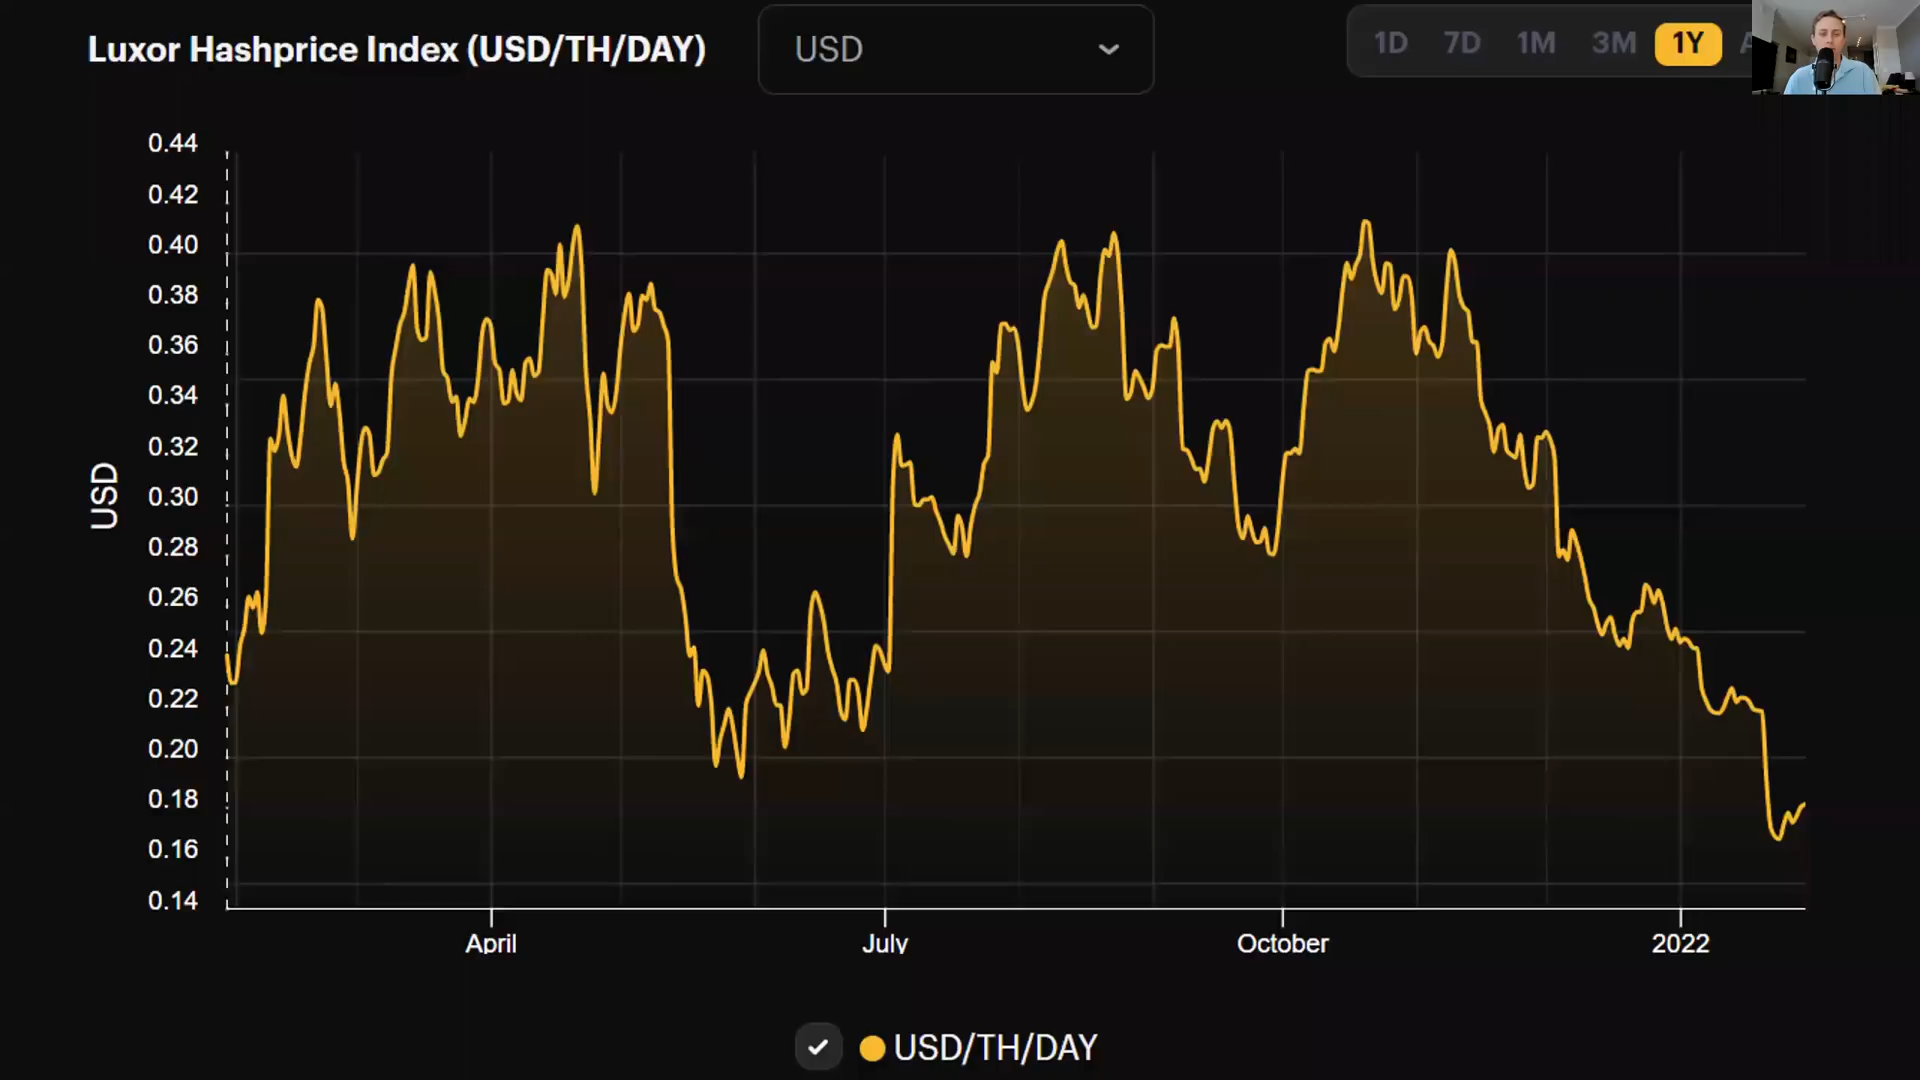 Luxor Hashprice Index (USD/TH/DAY)
USD
1D 7D 1M 3M 1Y
0.44
0.42
0.40
0.38
0.36
0.34
0.32
0.30
0.28
0.26
0.24
0.22
0.20
0.18
0.16
0.14
USD
April July October 2022
USD/TH/DAY